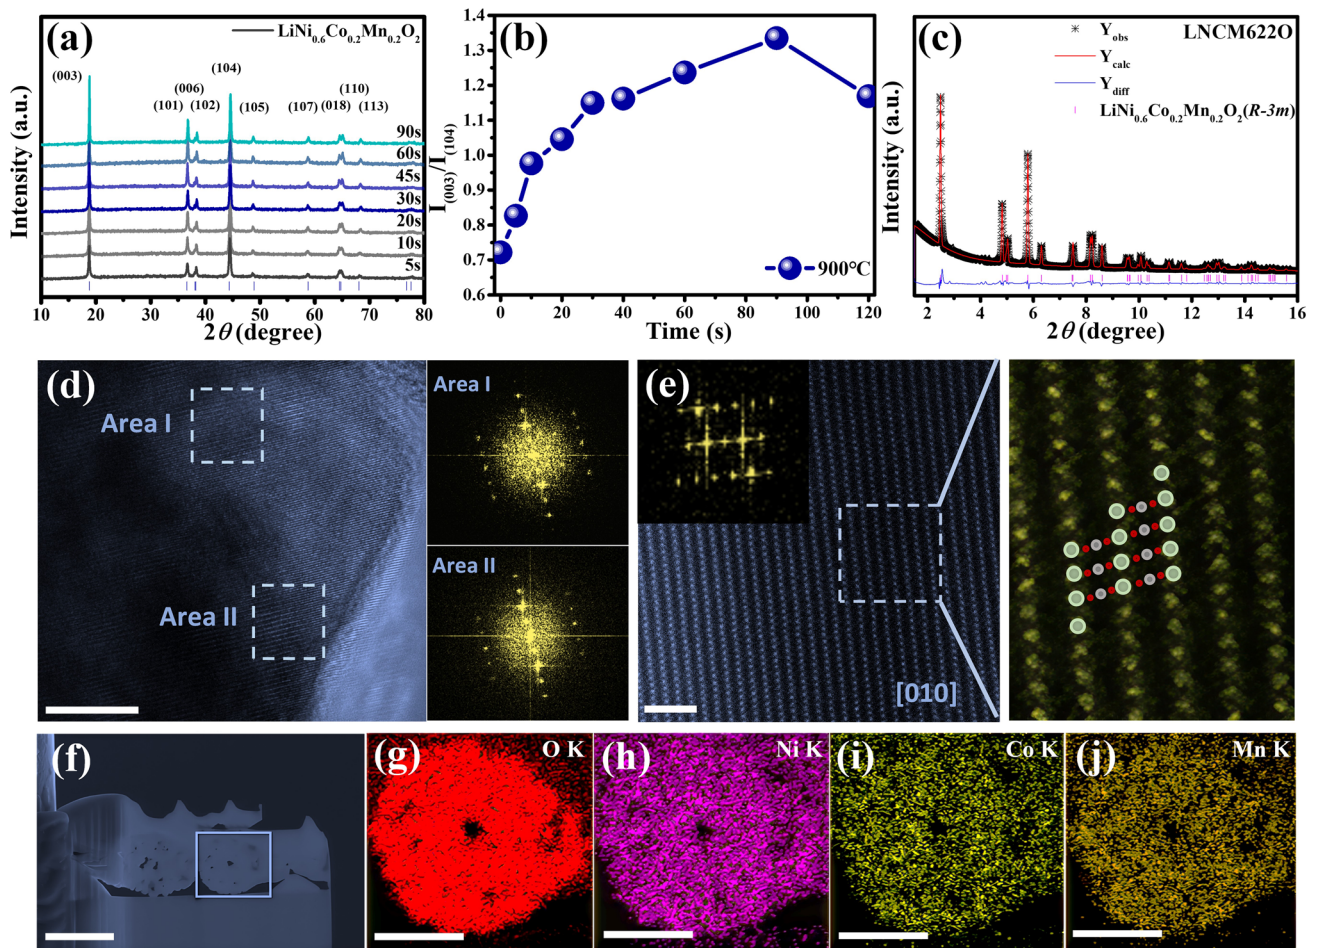 (a)
LiNi0.6Co0.2Mn0.2O2
(003)
(101)
(006)
(102)
(104)
(105)
(107)
(018)
(110)
(113)
90s
60s
45s
30s
20s
10s
5s
Intensity (a.u.)
10 20 30 40 50 60 70 80
2θ (degree)
(b)
1.4
1.3
1.2
1.1
1.0
0.9
0.8
0.7
0.6
I(003)/I(104)
900°C
0 20 40 60 80 100 120
Time (s)
(c)
LNCM622O
Yobs
Ycalc
Ydiff
LiNi0.6Co0.2Mn0.2O2(R-3m)
Intensity (a.u.)
2 4 6 8 10 12 14 16
2θ (degree)
(d)
Area I
Area II
Area I
Area II
(e)
[010]
(f)
(g)
O K
(h)
Ni K
(i)
Co K
(j)
Mn K